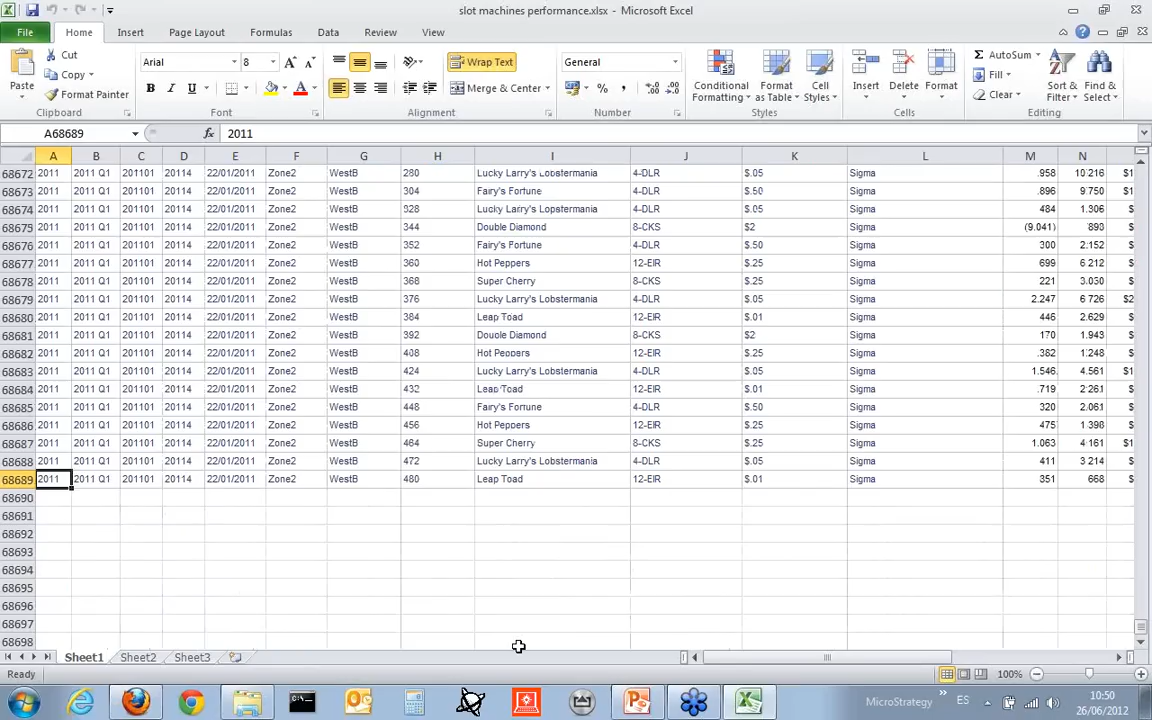 slot machines performance.xlsx - Microsoft Excel
File Home Insert Page Layout Formulas Data Review View
Cut
Copy
Format Painter
Paste
Clipboard
Arial 8
B I U
Font
Wrap Text
Merge & Center
Alignment
General
Number
Conditional Formatting
Format as Table
Cell Styles
Styles
Insert Delete Format
Cells
AutoSum
Fill
Clear
Sort & Filter
Find & Select
Editing
A68689 fx 2011
A B C D E F G H I J K L M N
68672 2011 2011 Q1 201101 20114 22/01/2011 Zone2 WestB 280 Lucky Larry's Lobstermania 4-DLR $.05 Sigma .958 10.216 $1
68673 2011 2011 Q1 201101 20114 22/01/2011 Zone2 WestB 304 Fairy's Fortune 4-DLR $.50 Sigma .896 9.750 $1
68674 2011 2011 Q1 201101 20114 22/01/2011 Zone2 WestB 328 Lucky Larry's Lobstermania 4-DLR $.05 Sigma 484 1.306 $
68675 2011 2011 Q1 201101 20114 22/01/2011 Zone2 WestB 344 Double Diamond 8-CKS $2 Sigma (9.041) 893 $
68676 2011 2011 Q1 201101 20114 22/01/2011 Zone2 WestB 352 Fairy's Fortune 4-DLR $.50 Sigma 300 2.152 $
68677 2011 2011 Q1 201101 20114 22/01/2011 Zone2 WestB 360 Hot Peppers 12-EIR $.25 Sigma 699 6.212 $
68678 2011 2011 Q1 201101 20114 22/01/2011 Zone2 WestB 368 Super Cherry 8-CKS $.25 Sigma 221 3.030 $
68679 2011 2011 Q1 201101 20114 22/01/2011 Zone2 WestB 376 Lucky Larry's Lobstermania 4-DLR $.05 Sigma 2.247 6.726 $2
68680 2011 2011 Q1 201101 20114 22/01/2011 Zone2 WestB 384 Leap Toad 12-EIR $.01 Sigma 446 2.629 $
68681 2011 2011 Q1 201101 20114 22/01/2011 Zone2 WestB 392 Double Diamond 8-CKS $2 Sigma 170 1.943 $
68682 2011 2011 Q1 201101 20114 22/01/2011 Zone2 WestB 408 Hot Peppers 12-EIR $.25 Sigma .382 1.248 $
68683 2011 2011 Q1 201101 20114 22/01/2011 Zone2 WestB 424 Lucky Larry's Lobstermania 4-DLR $.05 Sigma 1.546 4.561 $1
68684 2011 2011 Q1 201101 20114 22/01/2011 Zone2 WestB 432 Leap Toad 12-EIR $.01 Sigma .719 2.261 $
68685 2011 2011 Q1 201101 20114 22/01/2011 Zone2 WestB 448 Fairy's Fortune 4-DLR $.50 Sigma 320 2.061 $
68686 2011 2011 Q1 201101 20114 22/01/2011 Zone2 WestB 456 Hot Peppers 12-EIR $.25 Sigma 475 1.398 $
68687 2011 2011 Q1 201101 20114 22/01/2011 Zone2 WestB 464 Super Cherry 8-CKS $.25 Sigma 1.063 4.161 $1
68688 2011 2011 Q1 201101 20114 22/01/2011 Zone2 WestB 472 Lucky Larry's Lobstermania 4-DLR $.05 Sigma 411 3.214 $
68689 2011 2011 Q1 201101 20114 22/01/2011 Zone2 WestB 480 Leap Toad 12-EIR $.01 Sigma 351 668 $
68690
68691
68692
68693
68694
68695
68696
68697
68698
Sheet1 Sheet2 Sheet3
Ready 100%
MicroStrategy ES 10:50
26/06/2012